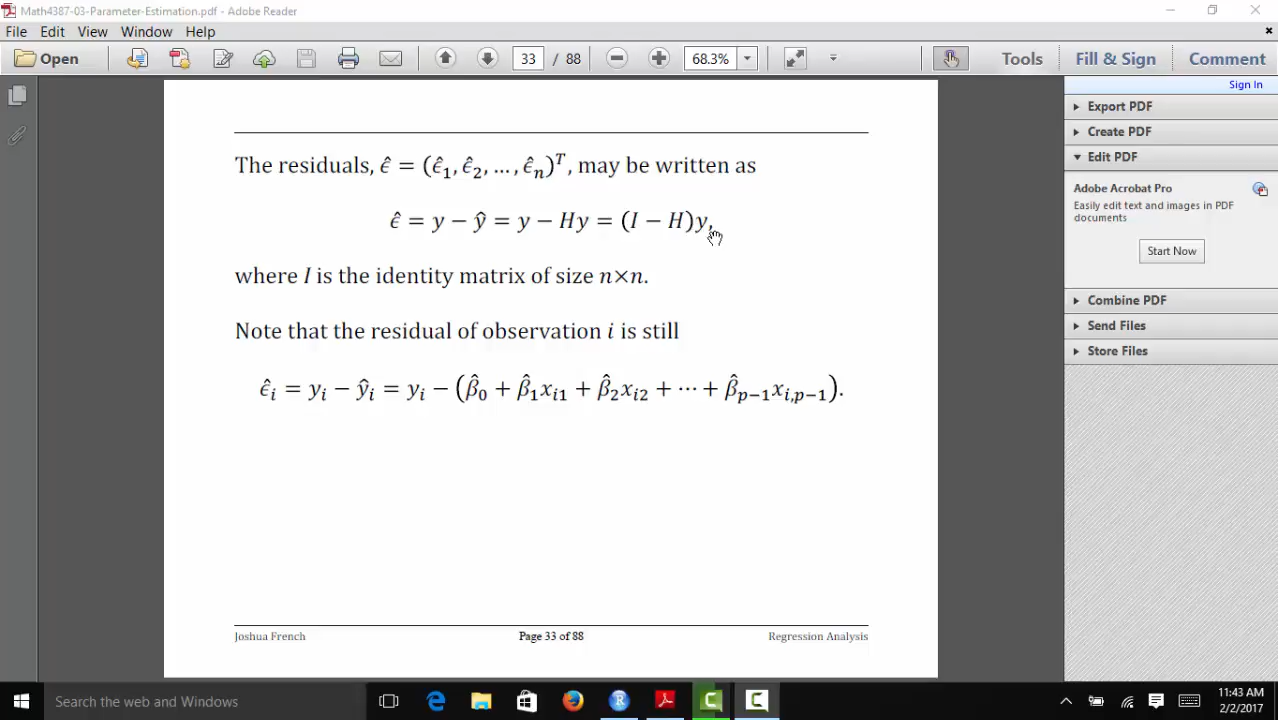 Math4387-03-Parameter-Estimation.pdf - Adobe Reader
File Edit View Window Help
Open 33 / 88 68.3% Tools Fill & Sign Comment
Sign In
Export PDF
Create PDF
Edit PDF
Adobe Acrobat Pro
Easily edit text and images in PDF
documents
Start Now
Combine PDF
Send Files
Store Files
The residuals, ε̂ = (ε̂₁, ε̂₂, … , ε̂ₙ)ᵀ, may be written as
ε̂ = y − ŷ = y − Hy = (I − H)y,
where I is the identity matrix of size n×n.
Note that the residual of observation i is still
ε̂ᵢ = yᵢ − ŷᵢ = yᵢ − (β̂₀ + β̂₁xᵢ₁ + β̂₂xᵢ₂ + ⋯ + β̂ₚ₋₁xᵢ,ₚ₋₁).
Joshua French Page 33 of 88 Regression Analysis
Search the web and Windows
11:43 AM
2/2/2017